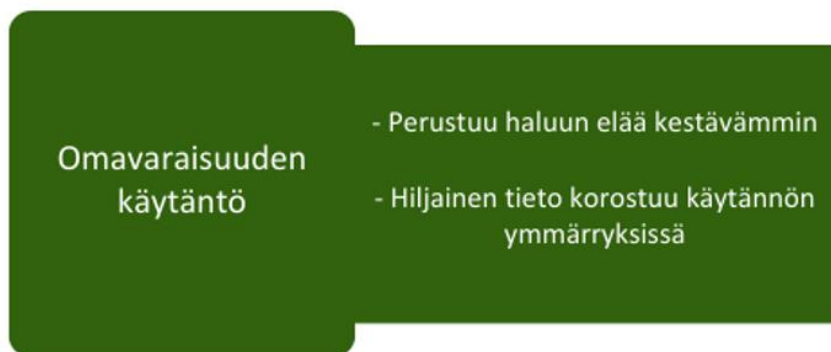 Omavaraisuuden
käytäntö
- Perustuu haluun elää kestävämmin
- Hiljainen tieto korostuu käytännön
ymmärryksissä